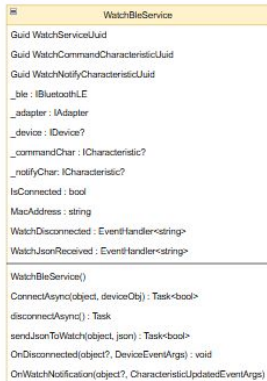 WatchBleService
Guid WatchServiceUuid
Guid WatchCommandCharacteristicUuid
Guid WatchNotifyCharacteristicUuid
_ble : IBluetoothLE
_adapter : IAdapter
_device : IDevice?
_commandChar : ICharacteristic?
_notifyChar: ICharacteristic?
IsConnected : bool
MacAddress : string
WatchDisconnected : EventHandler<string>
WatchJsonReceived : EventHandler<string>
WatchBleService()
ConnectAsync(object, deviceObj) : Task<bool>
disconnectAsync() : Task
sendJsonToWatch(object, json) : Task<bool>
OnDisconnected(object?, DeviceEventArgs) : void
OnWatchNotification(object?, CharacteristicUpdatedEventArgs)